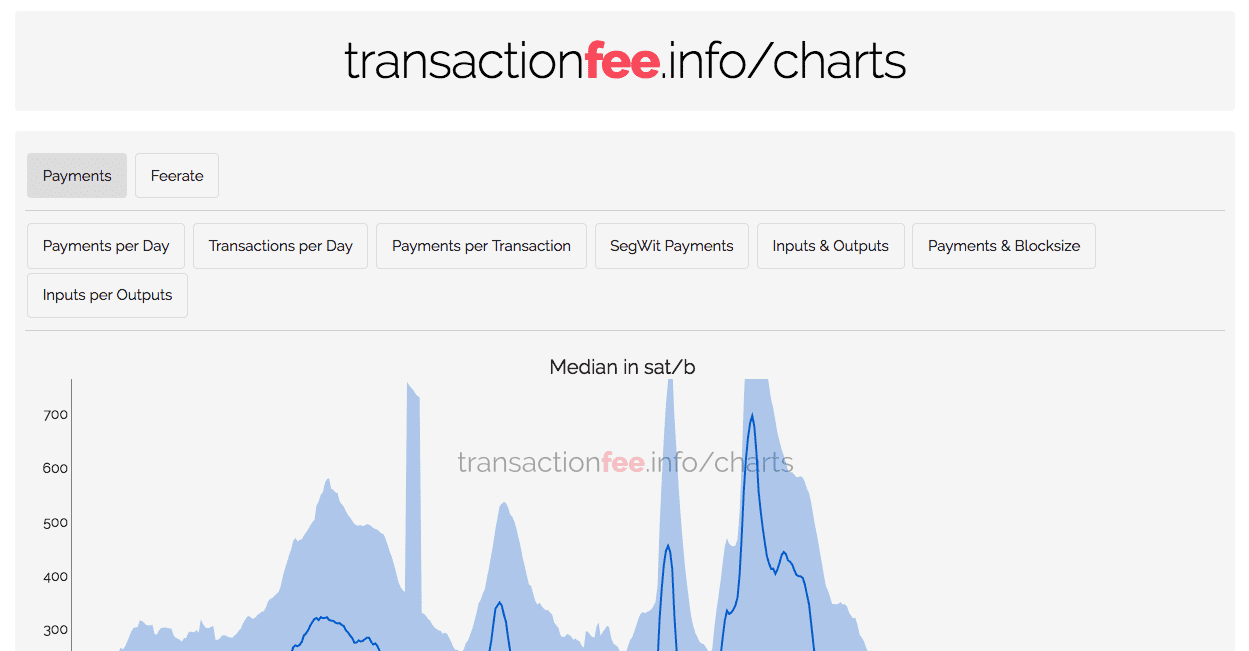 transactionfee.info/charts
Payments Feerate
Payments per Day Transactions per Day Payments per Transaction SegWit Payments Inputs & Outputs Payments & Blocksize
Inputs per Outputs
Median in sat/b
700
transactionfee.info/charts
600
500
400
300